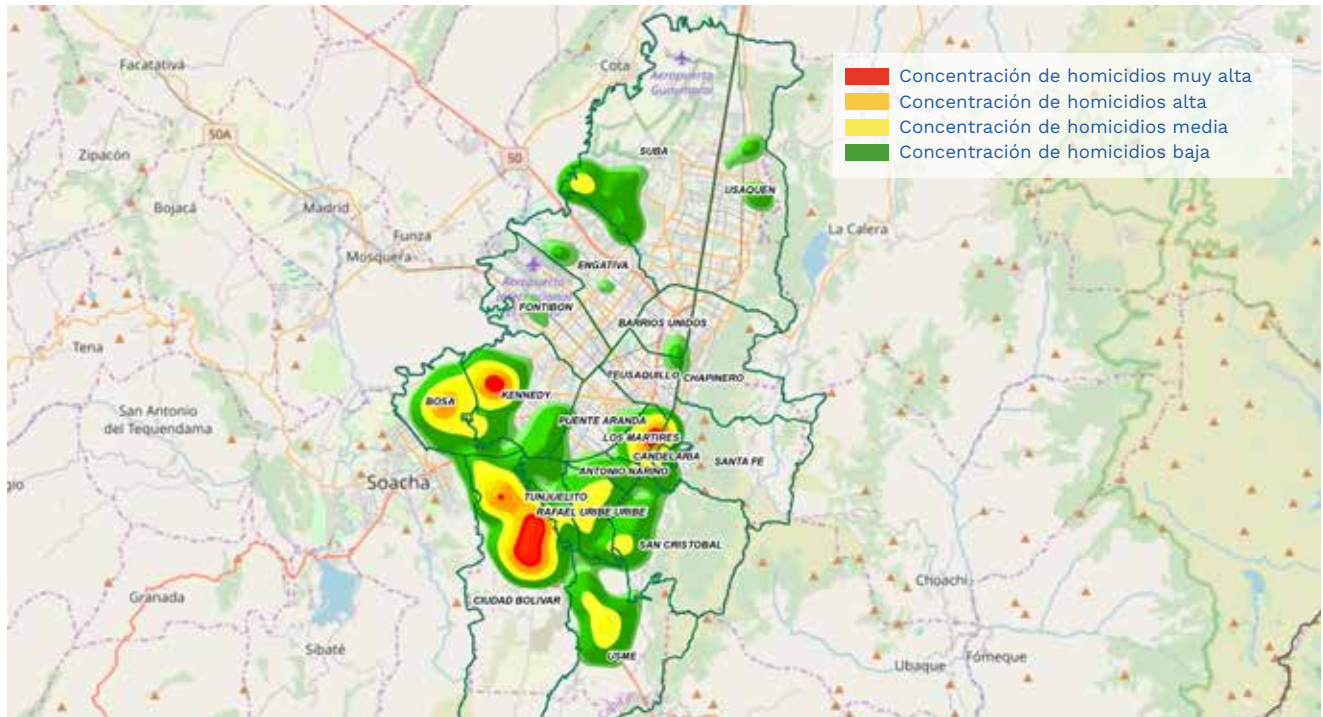 Concentración de homicidios muy alta
Concentración de homicidios alta
Concentración de homicidios media
Concentración de homicidios baja
Facatativá
Cota
Aeropuerto
Guaymaral
50A
50
Zipacón
SUBA
USAQUEN
Bojacá
Madrid
Funza
La Calera
Mosquera
ENGATIVA
Aeropuerto
Internacional
FONTIBON
BARRIOS UNIDOS
Tena
TEUSAQUILLO
CHAPINERO
KENNEDY
BOSA
San Antonio
del Tequendama
PUENTE ARANDA
LOS MARTIRES
CANDELARIA
SANTA FE
ANTONIO NARIÑO
Soacha
gio
TUNJUELITO
RAFAEL URIBE URIBE
SAN CRISTOBAL
Choachí
Granada
CIUDAD BOLIVAR
Sibaté
USME
Ubaque
Fómeque